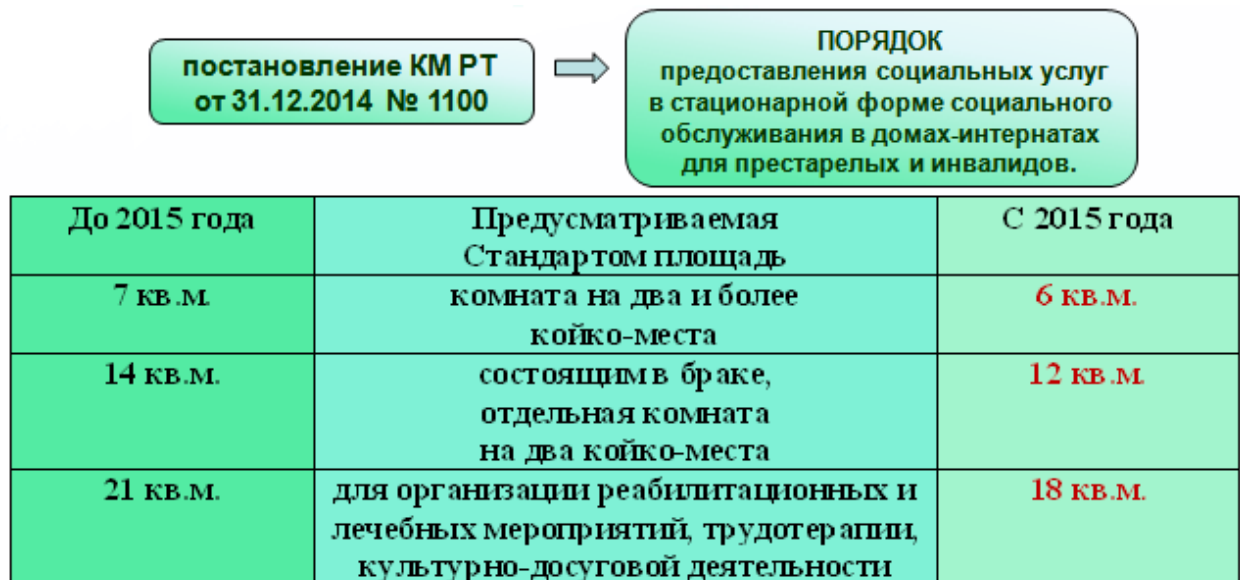 постановление КМ РТ
от 31.12.2014 № 1100
ПОРЯДОК
предоставления социальных услуг
в стационарной форме социального
обслуживания в домах-интернатах
для престарелых и инвалидов.
До 2015 года
Предусматриваемая
Стандартом площадь
С 2015 года
7 кв.м.
комната на два и более
койко-места
6 кв.м.
14 кв.м.
состоящим в браке,
отдельная комната
на два койко-места
12 кв.м.
21 кв.м.
для организации реабилитационных и
лечебных мероприятий, трудотерапии,
культурно-досуговой деятельности
18 кв.м.